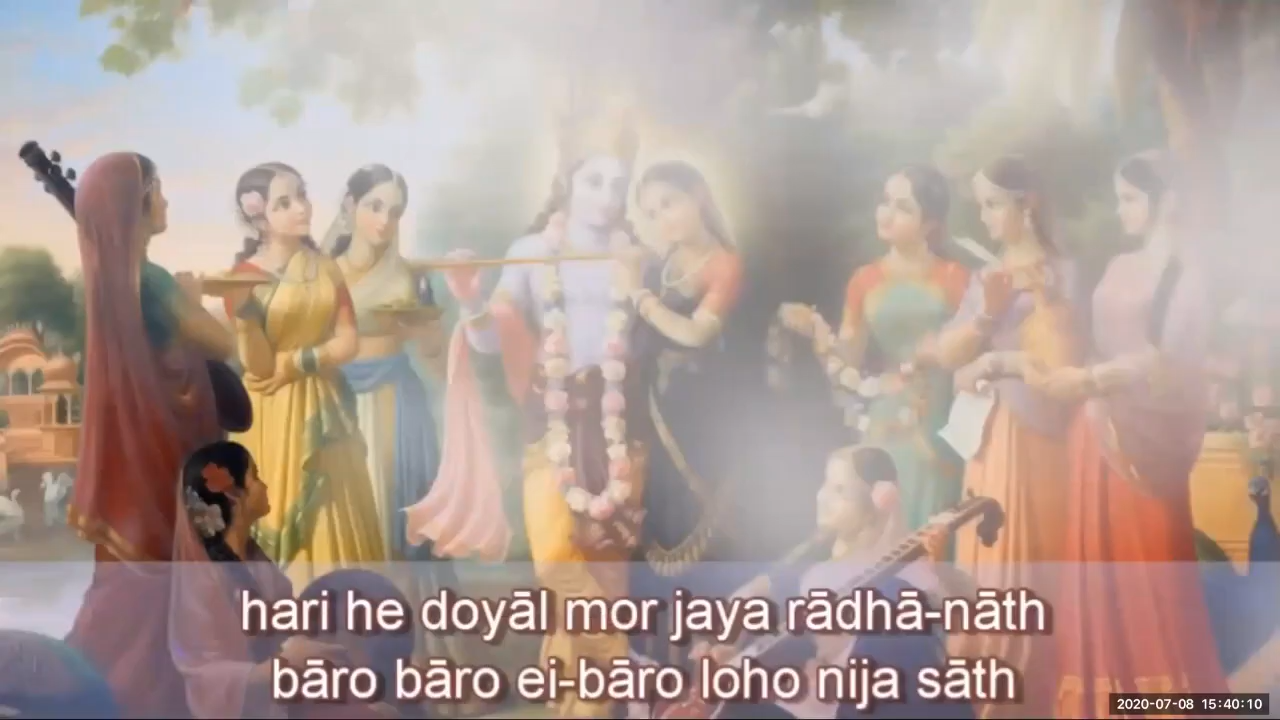 hari he doyāl mor jaya rādhā-nāth
bāro bāro ei-bāro loho nija sāth
2020-07-08 15:40:10